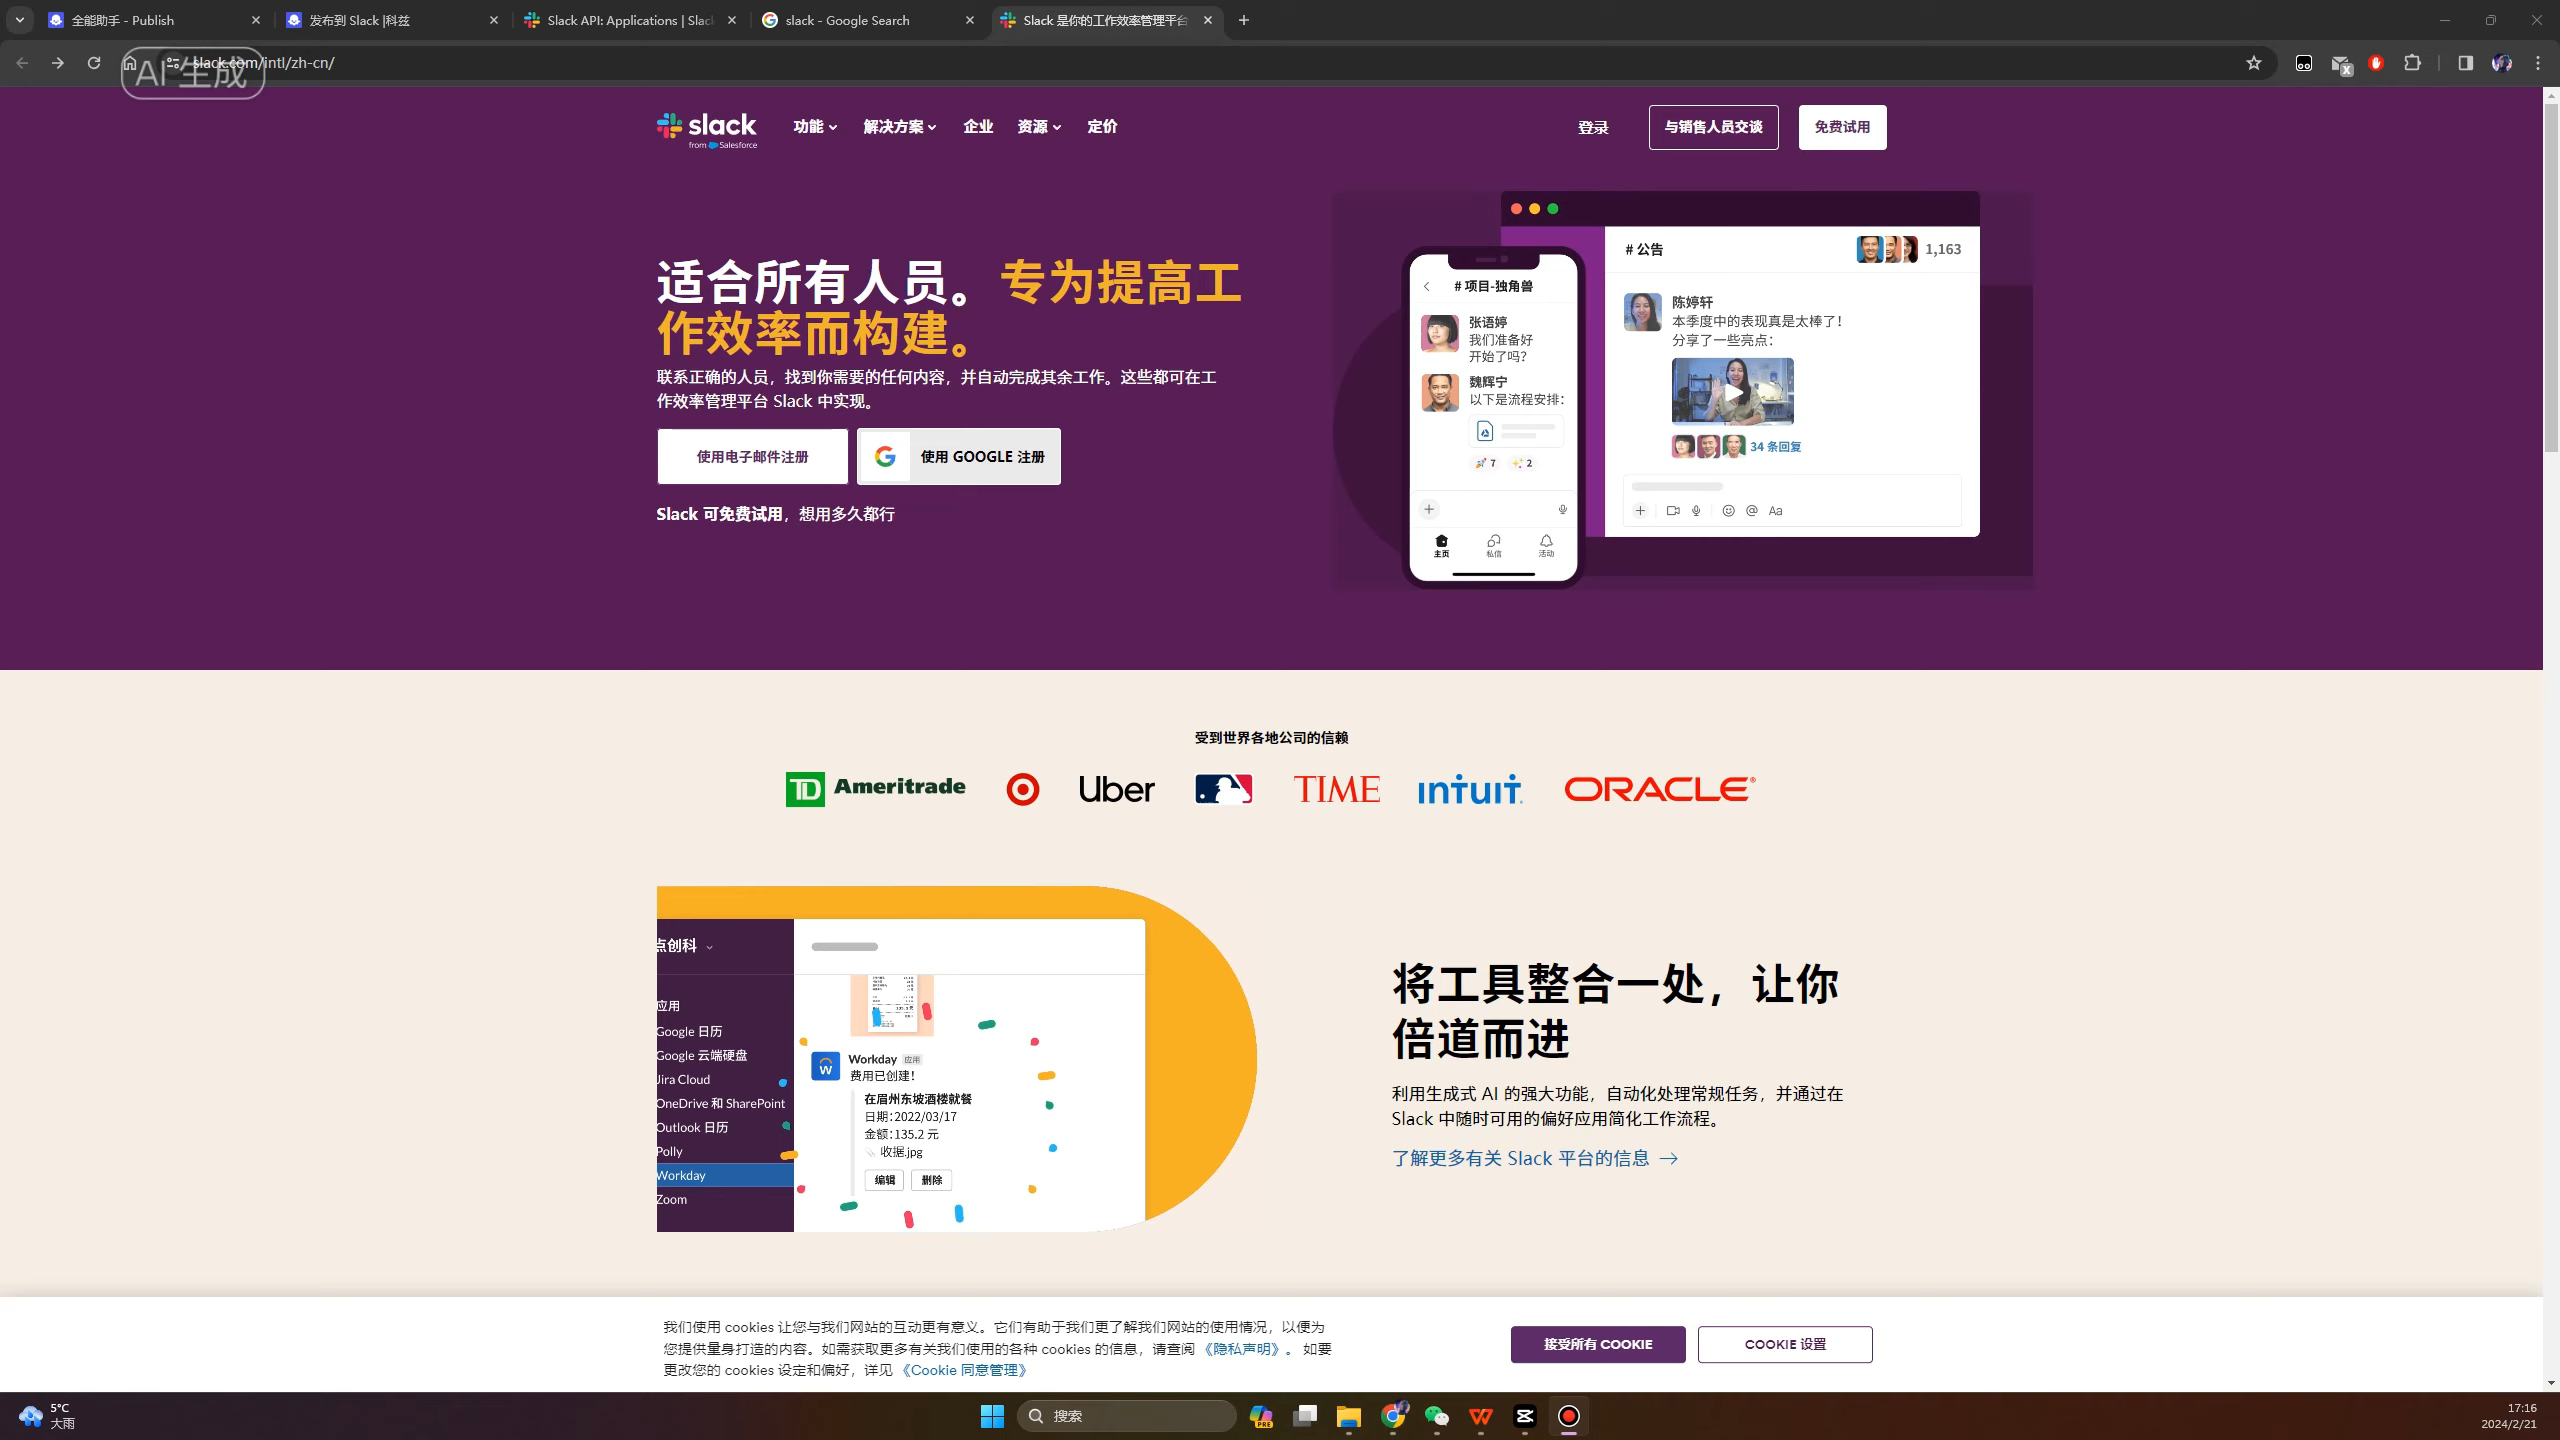 全能助手 - Publish
发布到 Slack |科兹
Slack API: Applications | Slac
slack - Google Search
Slack 是你的工作效率管理平台
slack.com/intl/zh-cn/
AI 生成
slack
from Salesforce
功能
解决方案
企业
资源
定价
登录
与销售人员交谈
免费试用
适合所有人员。专为提高工
作效率而构建。
联系正确的人员，找到你需要的任何内容，并自动完成其余工作。这些都可在工
作效率管理平台 Slack 中实现。
使用电子邮件注册
使用 GOOGLE 注册
Slack 可免费试用，想用多久都行
# 项目-独角兽
张语婷
我们准备好
开始了吗？
魏辉宁
以下是流程安排：
7
2
主页
私信
活动
# 公告
1,163
陈婷轩
本季度中的表现真是太棒了！
分享了一些亮点：
34 条回复
Aa
受到世界各地公司的信赖
TD Ameritrade
Uber
TIME
INTUIT
ORACLE
点创科
应用
Google 日历
Google 云端硬盘
Jira Cloud
OneDrive 和 SharePoint
Outlook 日历
Polly
Workday
Zoom
Workday 应用
费用已创建！
在眉州东坡酒楼就餐
日期：2022/03/17
金额：135.2 元
收据.jpg
编辑
删除
将工具整合一处，让你
倍道而进
利用生成式 AI 的强大功能，自动化处理常规任务，并通过在
Slack 中随时可用的偏好应用简化工作流程。
了解更多有关 Slack 平台的信息 →
我们使用 cookies 让您与我们网站的互动更有意义。它们有助于我们更了解我们网站的使用情况，以便为
您提供量身打造的内容。如需获取更多有关我们使用的各种 cookies 的信息，请查阅《隐私声明》。如要
更改您的 cookies 设定和偏好，详见《Cookie 同意管理》
接受所有 COOKIE
COOKIE 设置
5°C
大雨
搜索
PRE
17:16
2024/2/21